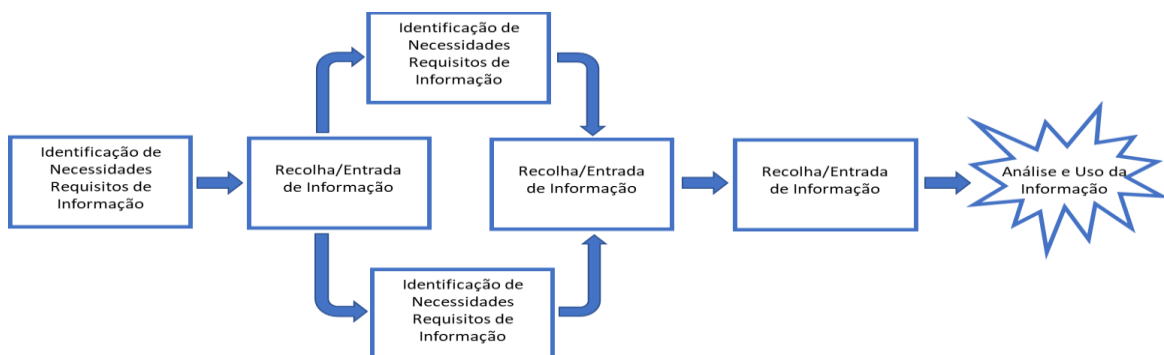 Identificação de
Necessidades
Requisitos de
Informação
Recolha/Entrada
de Informação
Identificação de
Necessidades
Requisitos de
Informação
Identificação de
Necessidades
Requisitos de
Informação
Recolha/Entrada
de Informação
Recolha/Entrada
de Informação
Análise e Uso da
Informação